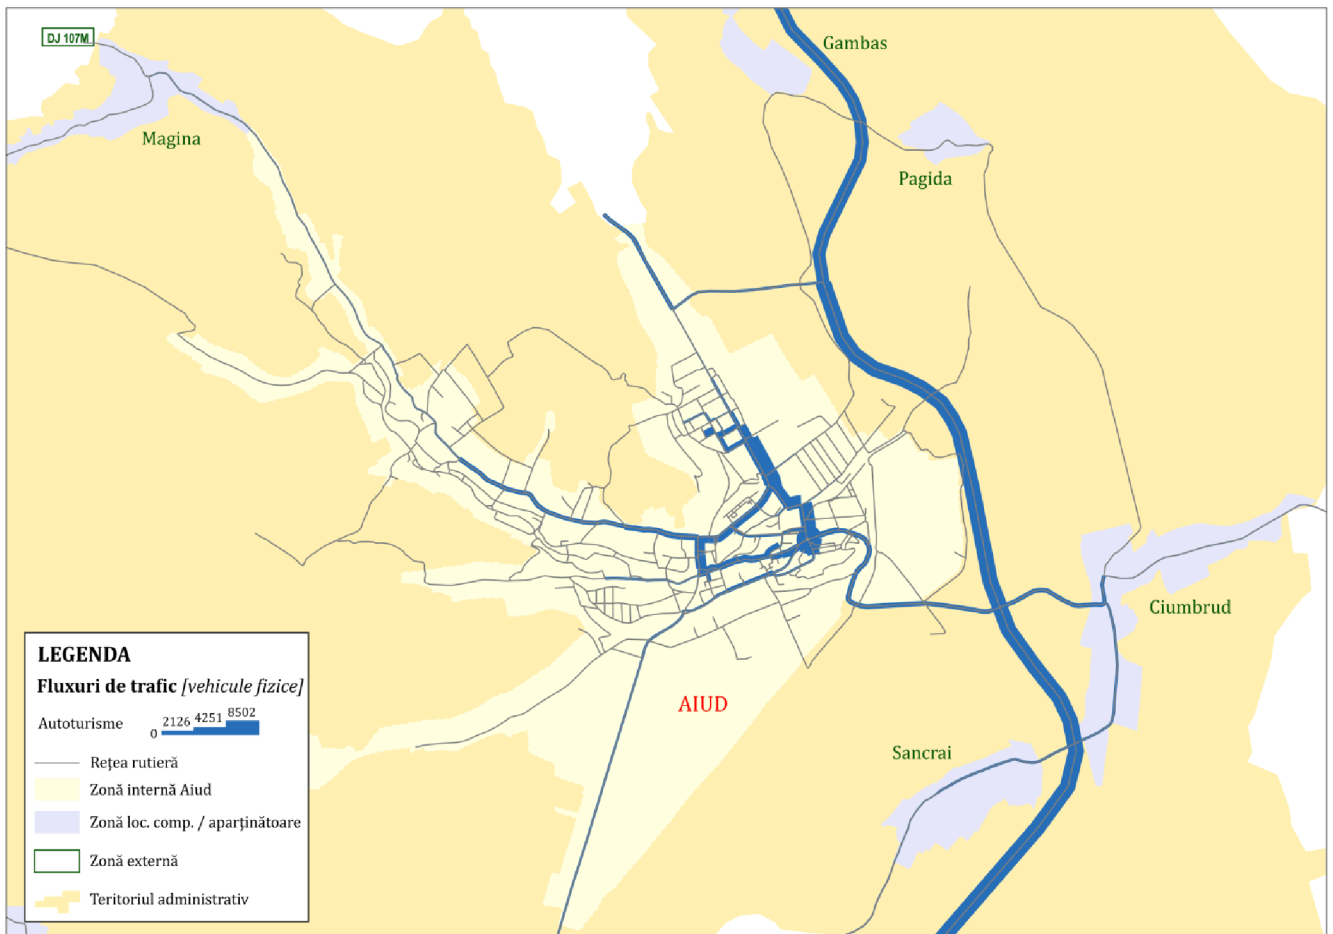 DJ 107M
Gambas
Magina
Pagida
Ciumbrud
AIUD
Sancrai
LEGENDA
Fluxuri de trafic [vehicule fizice]
Autoturisme 0 2126 4251 8502
Rețea rutieră
Zonă internă Aiud
Zonă loc. comp. / aparținătoare
Zonă externă
Teritoriul administrativ